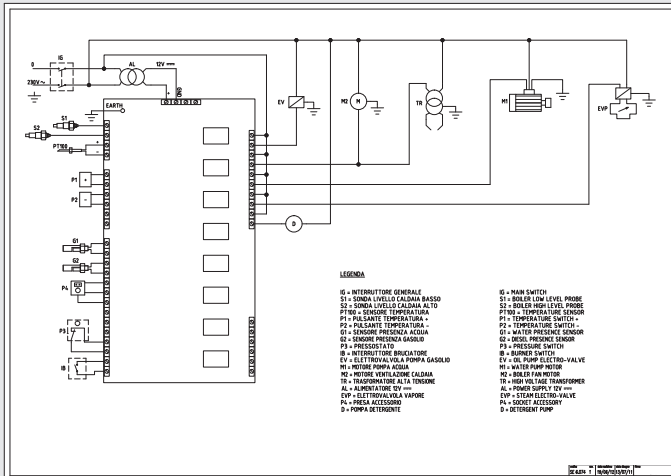 IG
AL
12V ⎓
0
230V ~
+
GND
EARTH
S1
S2
PT100
+
-
EV
M2
M
TR
M1
EVP
P1
+
P2
-
D
G1
G2
P4
P3
IB
LEGENDA
IG = INTERRUTTORE GENERALE
S1 = SONDA LIVELLO CALDAIA BASSO
S2 = SONDA LIVELLO CALDAIA ALTO
PT100 = SENSORE TEMPERATURA
P1 = PULSANTE TEMPERATURA +
P2 = PULSANTE TEMPERATURA -
G1 = SENSORE PRESENZA ACQUA
G2 = SENSORE PRESENZA GASOLIO
P3 = PRESSOSTATO
IB = INTERRUTTORE BRUCIATORE
EV = ELETTROVALVOLA POMPA GASOLIO
M1 = MOTORE POMPA ACQUA
M2 = MOTORE VENTILAZIONE CALDAIA
TR = TRASFORMATORE ALTA TENSIONE
AL = ALIMENTATORE 12V ⎓
EVP = ELETTROVALVOLA VAPORE
P4 = PRESA ACCESSORIO
D = POMPA DETERGENTE
IG = MAIN SWITCH
S1 = BOILER LOW LEVEL PROBE
S2 = BOILER HIGH LEVEL PROBE
PT100 = TEMPERATURE SENSOR
P1 = TEMPERATURE SWITCH +
P2 = TEMPERATURE SWITCH -
G1 = WATER PRESENCE SENSOR
G2 = DIESEL PRESENCE SENSOR
P3 = PRESSURE SWITCH
IB = BURNER SWITCH
EV = OIL PUMP ELECTRO-VALVE
M1 = WATER PUMP MOTOR
M2 = BOILER FAN MOTOR
TR = HIGH VOLTAGE TRANSFORMER
AL = POWER SUPPLY 12V ⎓
EVP = STEAM ELECTRO-VALVE
P4 = SOCKET ACCESSORY
D = DETERGENT PUMP